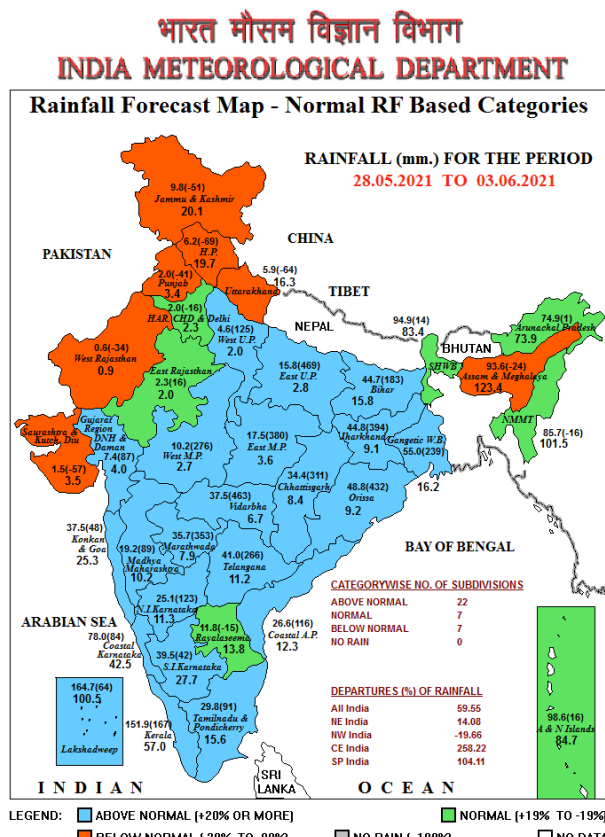 भारत मौसम विज्ञान विभाग
INDIA METEOROLOGICAL DEPARTMENT
Rainfall Forecast Map - Normal RF Based Categories
RAINFALL (mm.) FOR THE PERIOD
28.05.2021 TO 03.06.2021
9.8(-51)
Jammu & Kashmir
20.1
CHINA
6.2(-69)
H.P.
19.7
PAKISTAN
2.0(-41)
Punjab
3.4
5.9(-64)
16.3
Uttarakhand
TIBET
2.0(-16)
HAR. CHD & Delhi
2.3
4.6(125)
West U.P.
2.0
NEPAL
94.9(14)
83.4
BHUTAN
SHWB
74.9(1)
Arunachal Pradesh
73.9
0.6(-34)
West Rajasthan
0.9
East Rajasthan
2.3(16)
2.0
15.8(469)
East U.P.
2.8
44.7(183)
Bihar
15.8
93.6(-24)
Assam & Meghalaya
123.4
NMMT
85.7(-16)
101.5
Saurashtra &
Kutch, Diu
1.5(-57)
3.5
Gujarat
Region
DNH &
Daman
7.4(87)
4.0
10.2(276)
West M.P.
2.7
17.5(380)
East M.P.
3.6
44.8(394)
Jharkhand
9.1
Gangetic W.B.
55.0(239)
16.2
34.4(311)
Chhattisgarh
8.4
48.8(432)
Orissa
9.2
37.5(463)
Vidarbha
6.7
37.5(48)
Konkan
& Goa
25.3
19.2(89)
Madhya
Maharashtra
10.2
35.7(353)
Marathwada
7.9
41.0(266)
Telangana
11.2
BAY OF BENGAL
25.1(123)
N.I.Karnataka
11.3
ARABIAN SEA
78.0(84)
Coastal
Karnataka
42.5
11.8(-15)
Rayalaseema
13.8
26.6(116)
Coastal A.P.
12.3
39.5(42)
S.I.Karnataka
27.7
CATEGORYWISE NO. OF SUBDIVISIONS
ABOVE NORMAL 22
NORMAL 7
BELOW NORMAL 7
NO RAIN 0
164.7(64)
100.5
Lakshadweep
151.9(167)
Kerala
57.0
29.8(91)
Tamilnadu &
Pondicherry
15.6
DEPARTURES (%) OF RAINFALL
All India 59.55
NE India 14.08
NW India -19.66
CE India 258.22
SP India 104.11
98.6(16)
A & N Islands
84.7
SRI
LANKA
INDIAN OCEAN
LEGEND: ABOVE NORMAL (+20% OR MORE) NORMAL (+19% TO -19%)